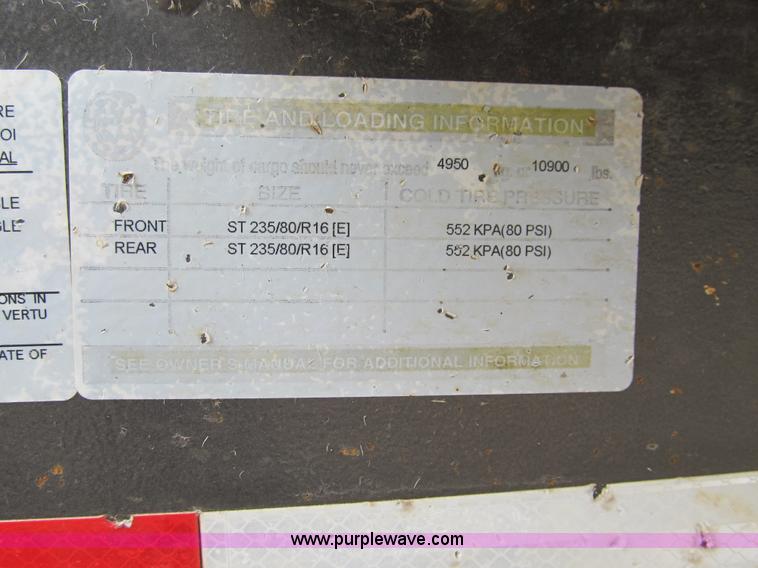 RE
OI
AL
LE
GLE
ONS IN
VERTU
ATE OF
TIRE AND LOADING INFORMATION
The weight of cargo should never exceed 4950 kg. or 10900 lbs.
TIRE SIZE COLD TIRE PRESSURE
FRONT ST 235/80/R16 [E] 552 KPA(80 PSI)
REAR ST 235/80/R16 [E] 552 KPA(80 PSI)
SEE OWNER'S MANUAL FOR ADDITIONAL INFORMATION
www.purplewave.com